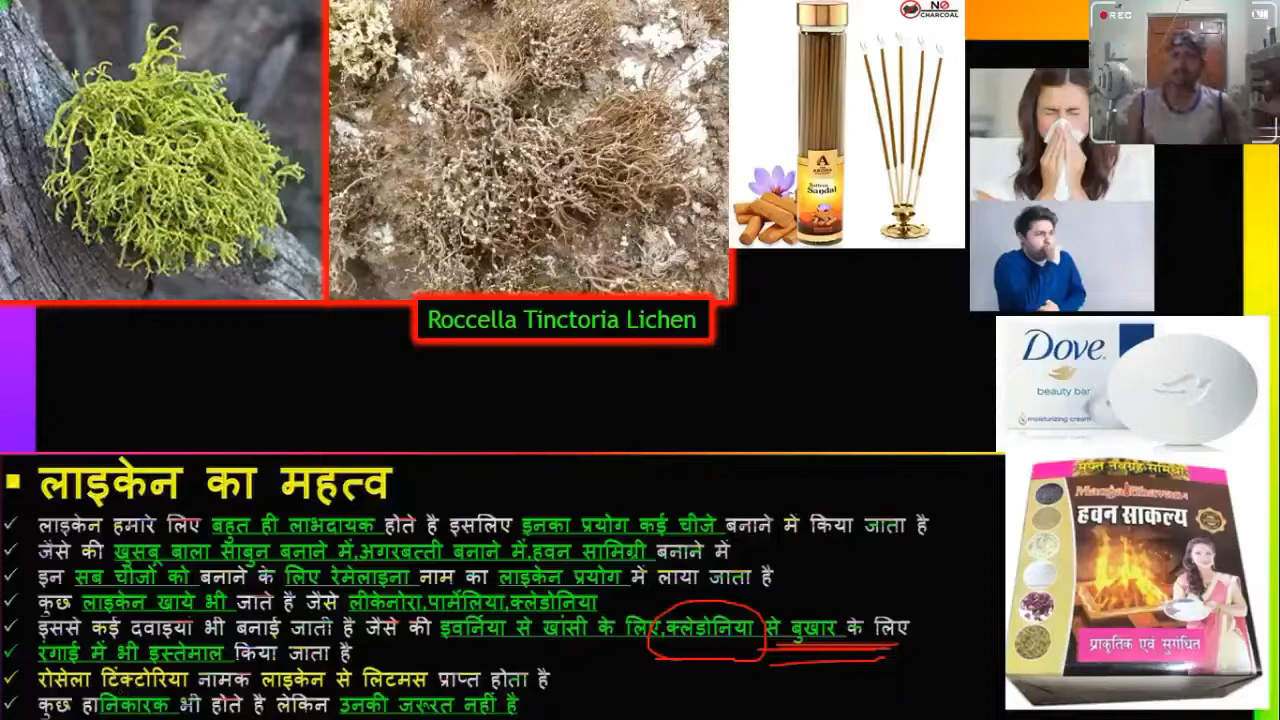 NO
CHARCOAL
REC
Sandal
Roccella Tinctoria Lichen
Dove
beauty bar
moisturizing cream
लाइकेन का महत्व
लाइकेन हमारे लिए बहुत ही लाभदायक होते है इसलिए इनका प्रयोग कई चीजे बनाने में किया जाता है
जैसे की खुसबू बाला साबुन बनाने में,अगरबत्ती बनाने में,हवन सामिग्री बनाने में
इन सब चीजो को बनाने के लिए रेमेलाइना नाम का लाइकेन प्रयोग में लाया जाता है
कुछ लाइकेन खाये भी जाते है जैसे लीकेनोरा,पार्मेलिया,क्लेडोनिया
इससे कई दवाइयां भी बनाई जाती है जैसे की इवर्निया से खांसी के लिए,क्लेडोनिया से बुखार के लिए
रंगाई में भी इस्तेमाल किया जाता है
रोसेला टिंक्टोरिया नामक लाइकेन से लिटमस प्राप्त होता है
कुछ हानिकारक भी होते है लेकिन उनकी जरूरत नहीं है
हवन साकल्य
प्राकृतिक एवं सुगंधित